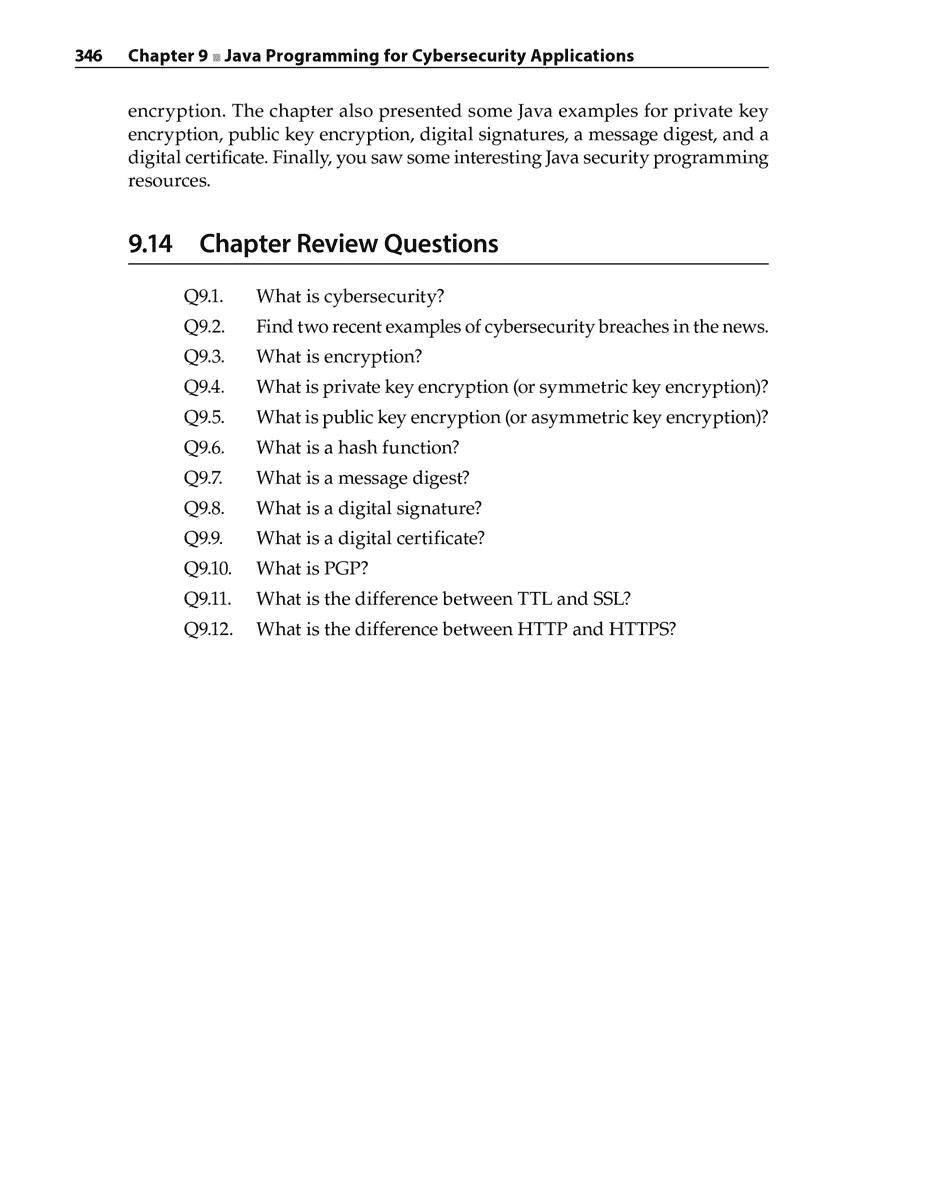 346 Chapter 9 ■ Java Programming for Cybersecurity Applications
encryption. The chapter also presented some Java examples for private key
encryption, public key encryption, digital signatures, a message digest, and a
digital certificate. Finally, you saw some interesting Java security programming
resources.
9.14 Chapter Review Questions
Q9.1. What is cybersecurity?
Q9.2. Find two recent examples of cybersecurity breaches in the news.
Q9.3. What is encryption?
Q9.4. What is private key encryption (or symmetric key encryption)?
Q9.5. What is public key encryption (or asymmetric key encryption)?
Q9.6. What is a hash function?
Q9.7. What is a message digest?
Q9.8. What is a digital signature?
Q9.9. What is a digital certificate?
Q9.10. What is PGP?
Q9.11. What is the difference between TTL and SSL?
Q9.12. What is the difference between HTTP and HTTPS?